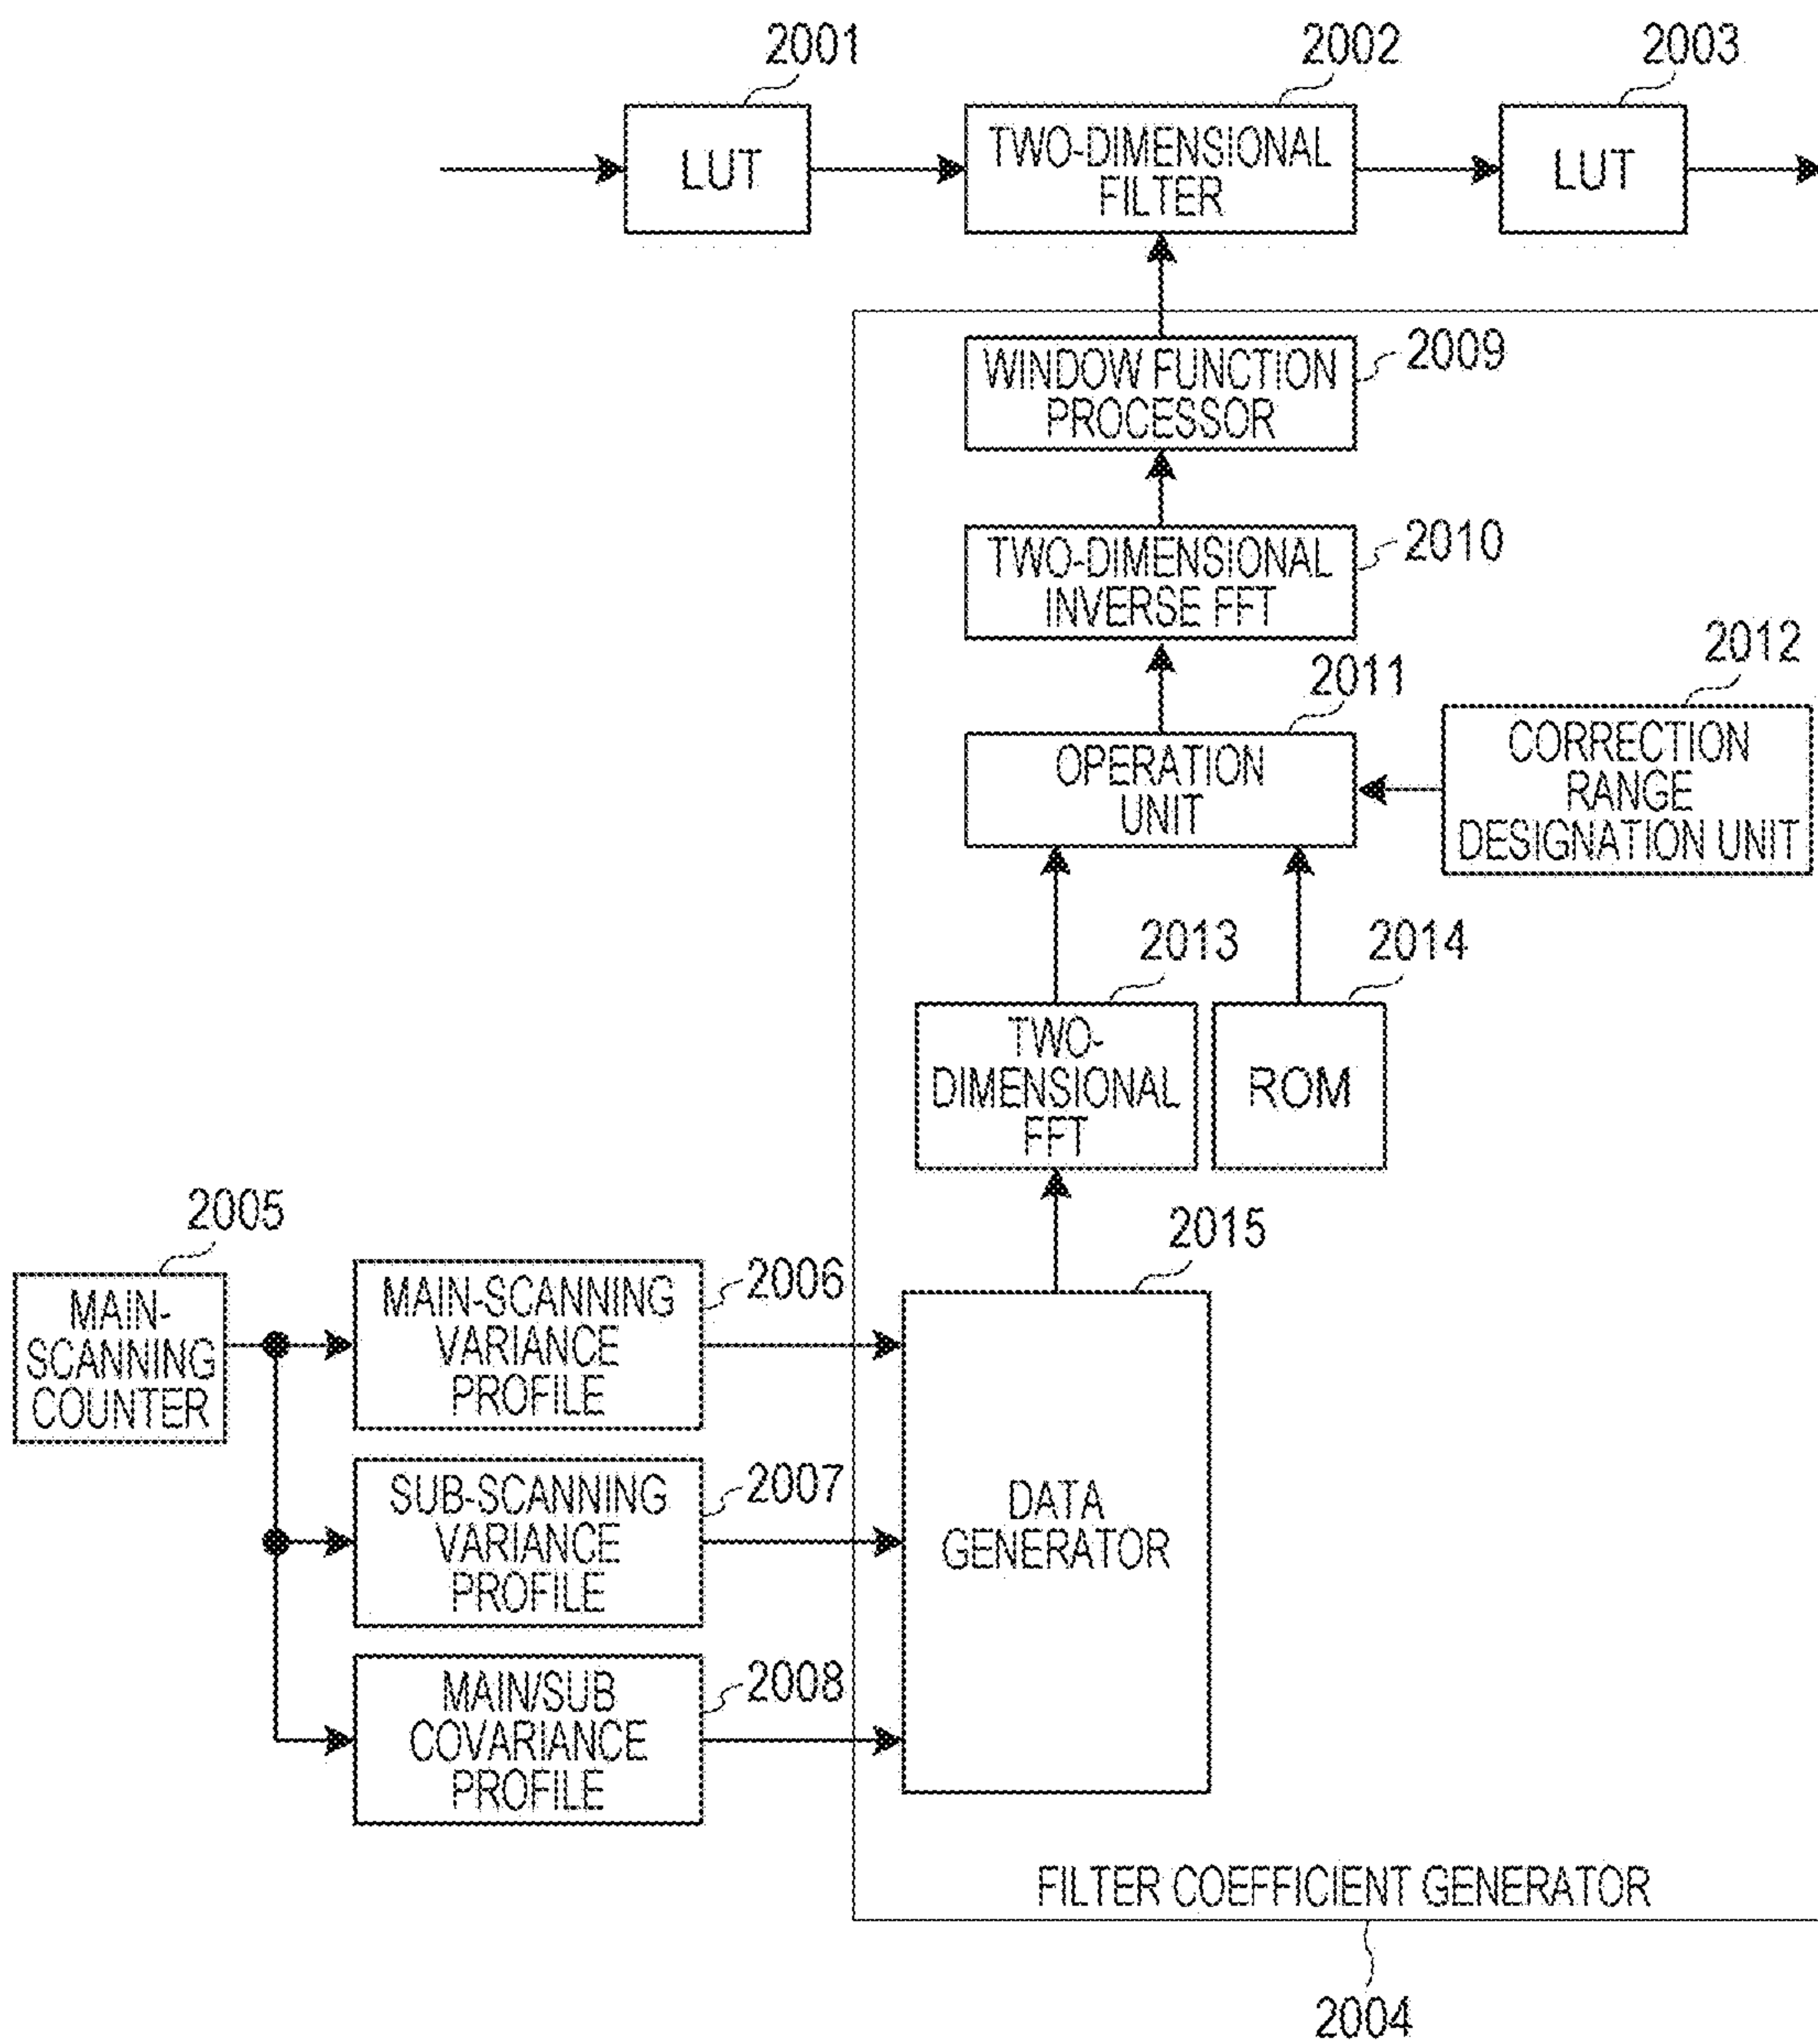 2001
2002
2003
LUT
TWO-DIMENSIONAL
FILTER
LUT
2009
WINDOW FUNCTION
PROCESSOR
2010
TWO-DIMENSIONAL
INVERSE FFT
2011
2012
OPERATION
UNIT
CORRECTION
RANGE
DESIGNATION UNIT
2013
2014
TWO-
DIMENSIONAL
FFT
ROM
2005
2015
MAIN-
SCANNING
COUNTER
2006
MAIN-SCANNING
VARIANCE
PROFILE
2007
SUB-SCANNING
VARIANCE
PROFILE
DATA
GENERATOR
2008
MAIN/SUB
COVARIANCE
PROFILE
FILTER COEFFICIENT GENERATOR
2004